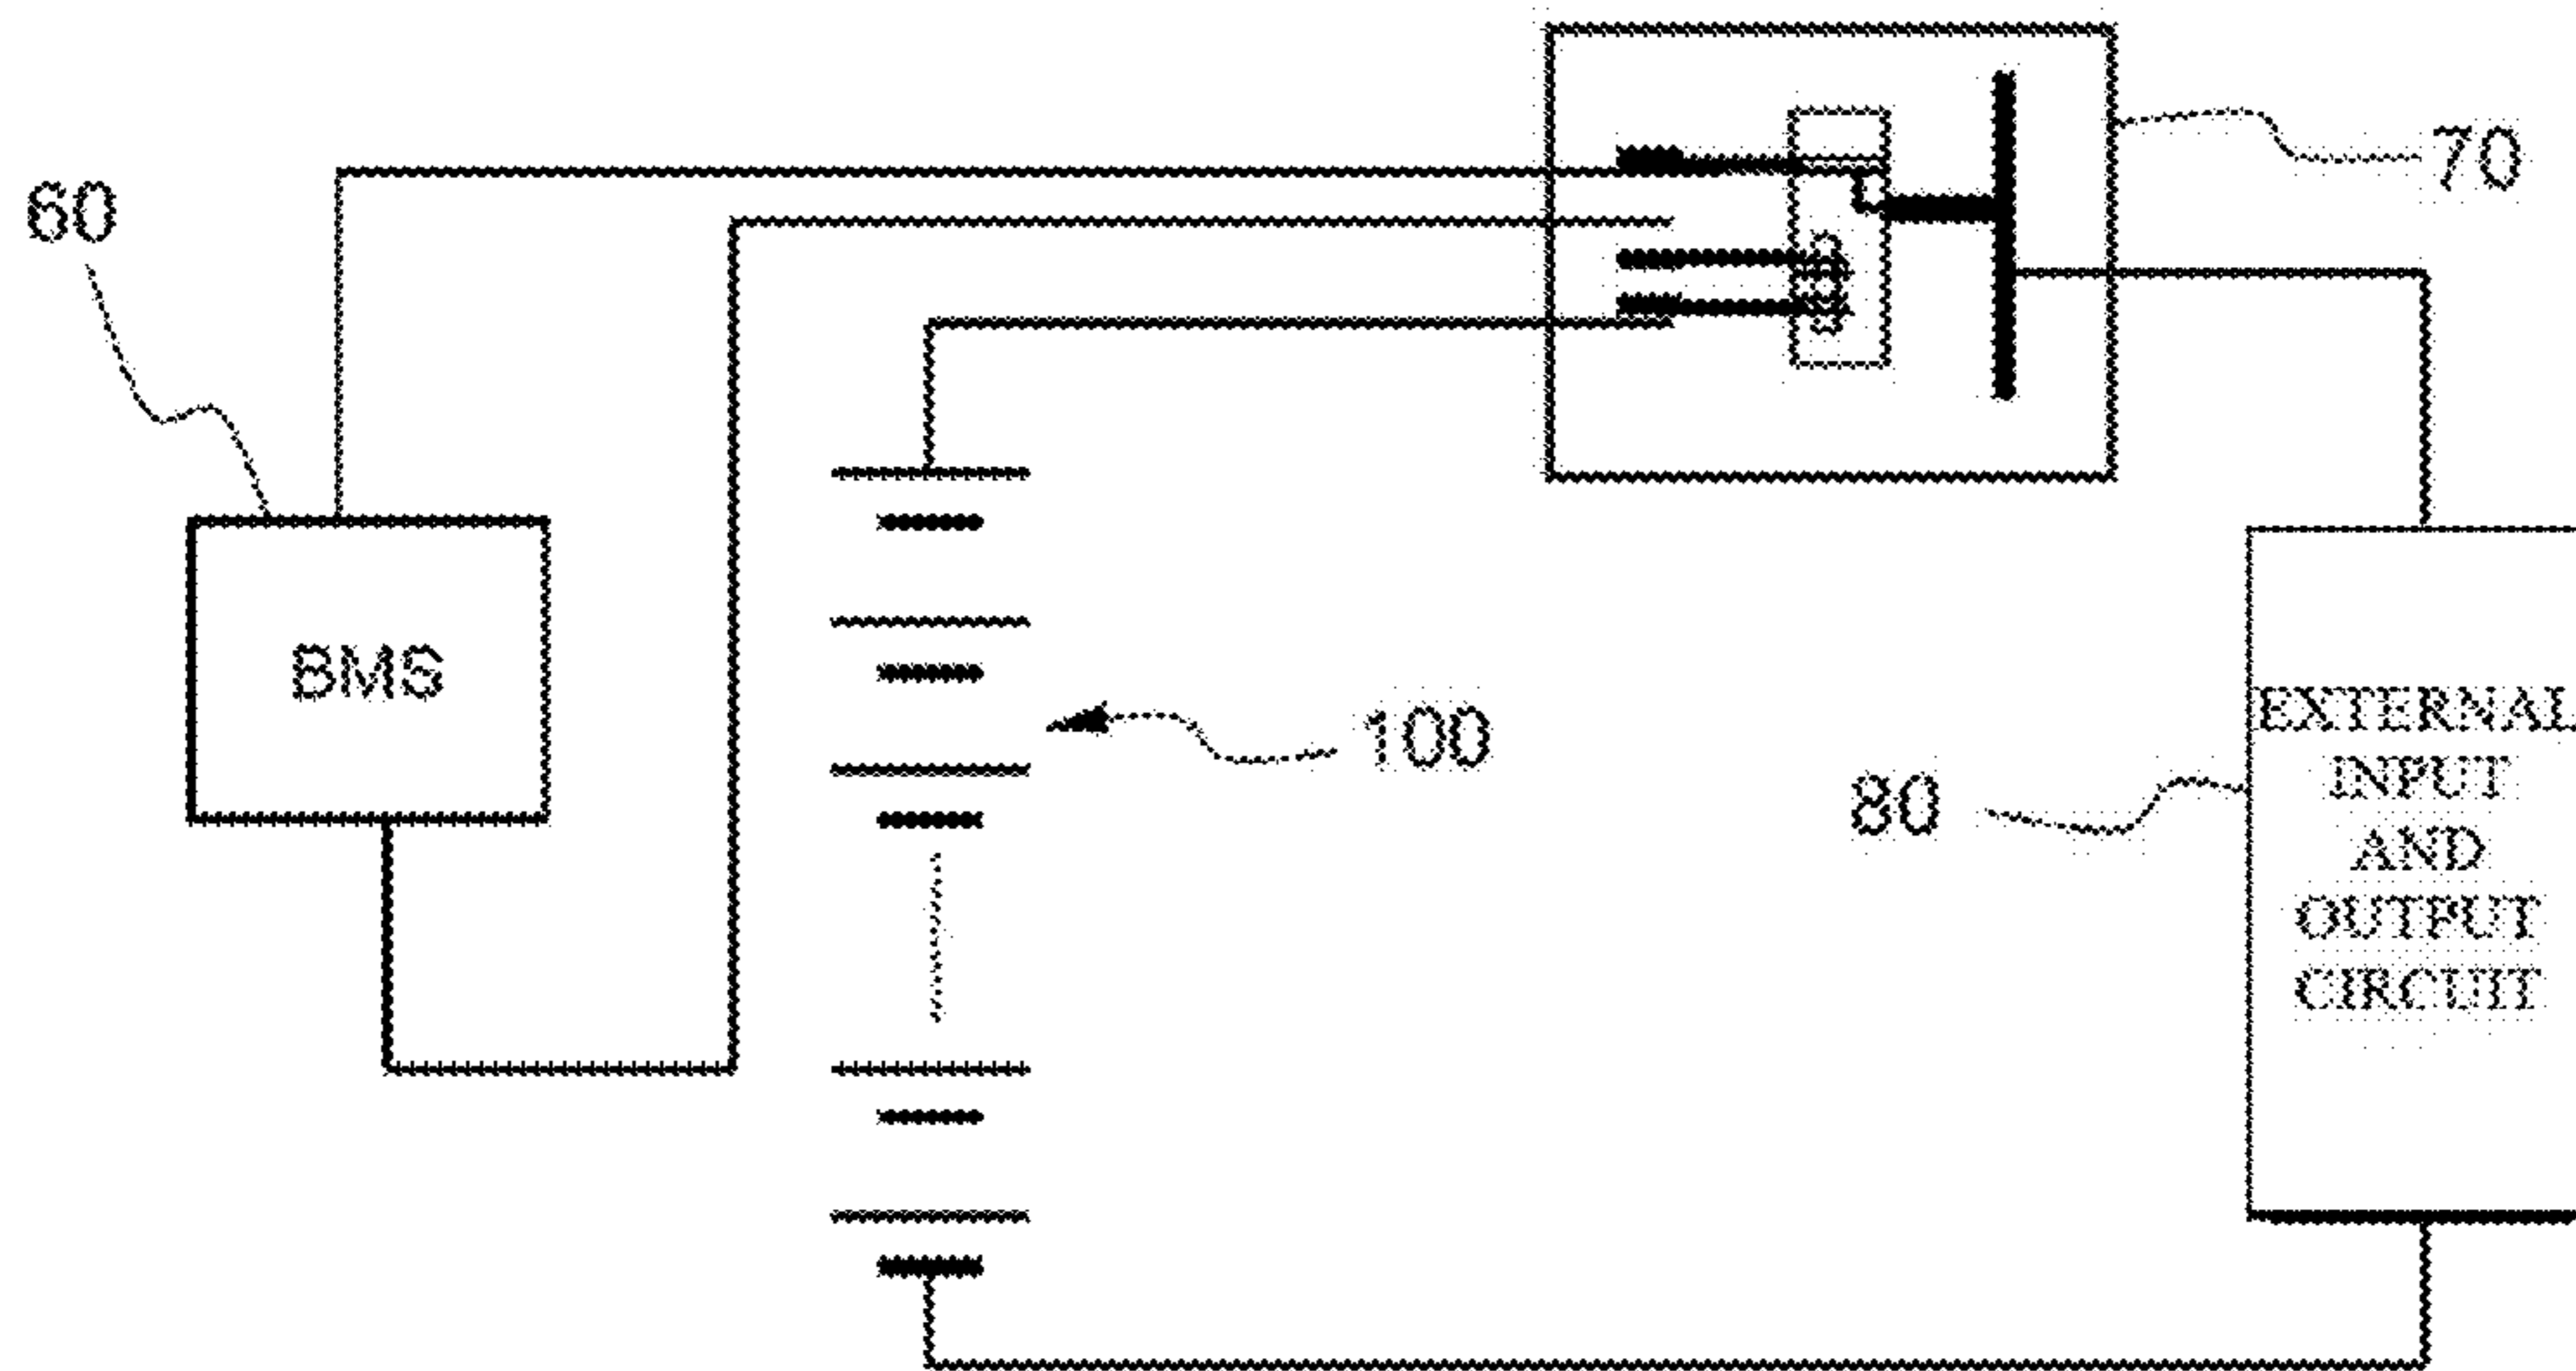 70
60
BMS
100
80
EXTERNAL
INPUT
AND
OUTPUT
CIRCUIT